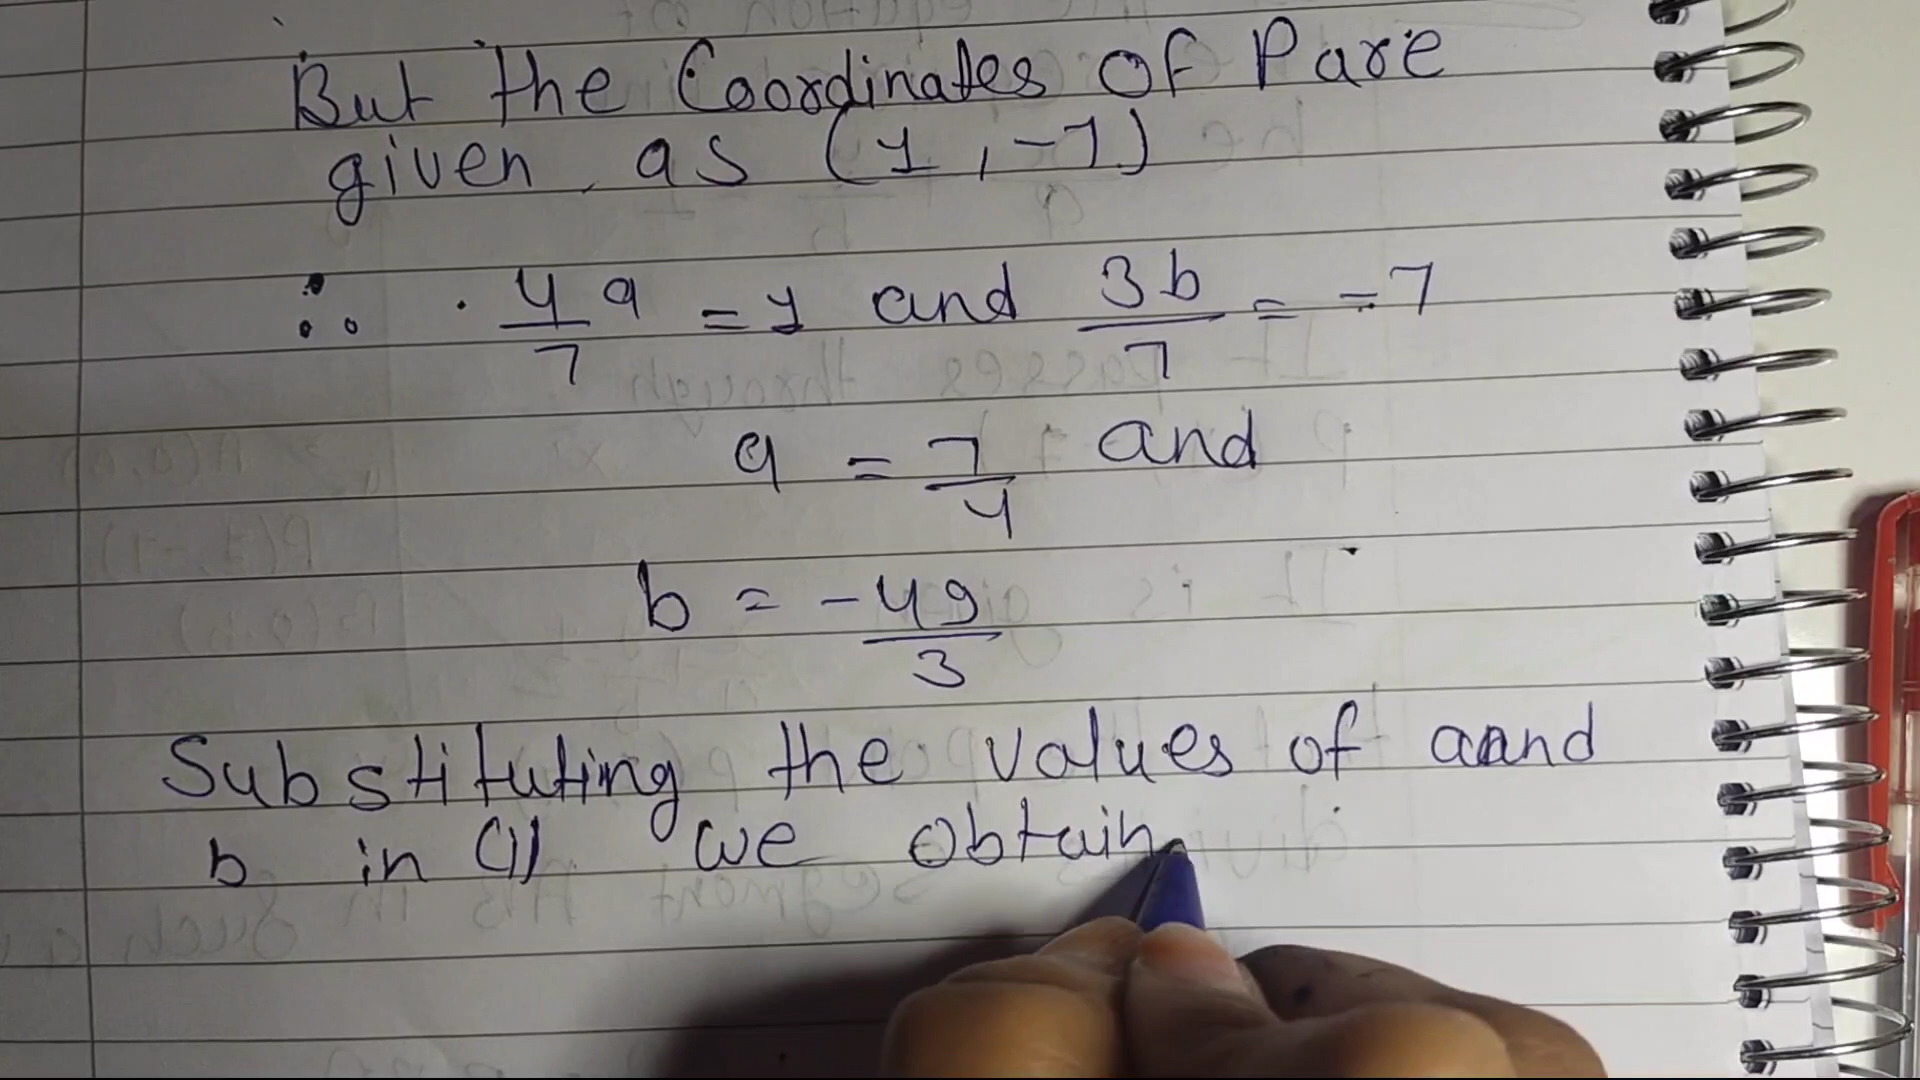 But the Coordinates of P are
given as (1, -7)
∴ 4a/7 = 1 and 3b/7 = -7
a = 7/4 and
b = -49/3
Substituting the values of a and
b in (1) we obtain